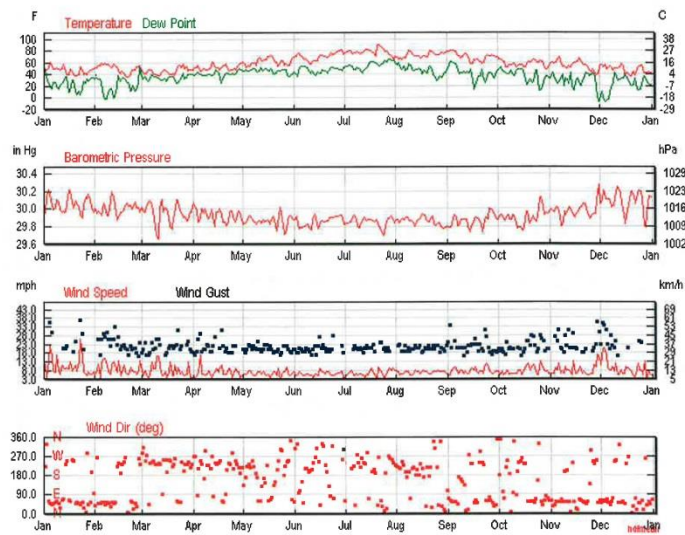 F C
Temperature Dew Point
100 38
80 27
60 16
40 4
20 -7
0 -18
-20 -29
Jan Feb Mar Apr May Jun Jul Aug Sep Oct Nov Dec Jan
in Hg hPa
Barometric Pressure
30.4 1029
30.2 1023
30.0 1016
29.8 1009
29.6 1002
Jan Feb Mar Apr May Jun Jul Aug Sep Oct Nov Dec Jan
mph km/h
Wind Speed Wind Gust
43.0 69
13
3.0 5
Jan Feb Mar Apr May Jun Jul Aug Sep Oct Nov Dec Jan
Wind Dir (deg)
360.0 N
270.0 W
180.0 S
90.0 E
0.0
Jan Feb Mar Apr May Jun Jul Aug Sep Oct Nov Dec Jan